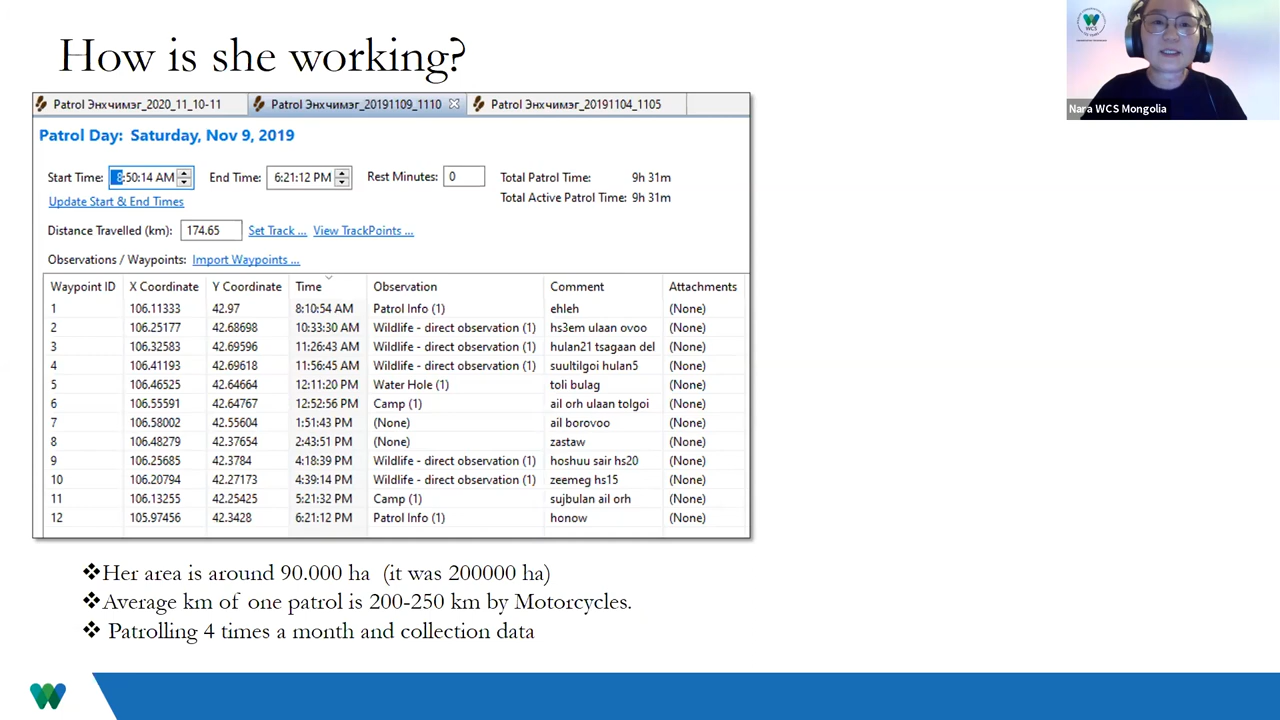 How is she working?
Patrol Энхчимэг_2020_11_10-11
Patrol Энхчимэг_20191109_1110
Patrol Энхчимэг_20191104_1105
Patrol Day: Saturday, Nov 9, 2019
Start Time: 8:50:14 AM End Time: 6:21:12 PM Rest Minutes: 0 Total Patrol Time: 9h 31m
Total Active Patrol Time: 9h 31m
Update Start & End Times
Distance Travelled (km): 174.65 Set Track ... View TrackPoints ...
Observations / Waypoints: Import Waypoints ...
Waypoint ID X Coordinate Y Coordinate Time Observation Comment Attachments
1 106.11333 42.97 8:10:54 AM Patrol Info (1) ehleh (None)
2 106.25177 42.68698 10:33:30 AM Wildlife - direct observation (1) hs3em ulaan ovoo (None)
3 106.32583 42.69596 11:26:43 AM Wildlife - direct observation (1) hulan21 tsagaan del (None)
4 106.41193 42.69618 11:56:45 AM Wildlife - direct observation (1) suultilgoi hulan5 (None)
5 106.46525 42.64664 12:11:20 PM Water Hole (1) toli bulag (None)
6 106.55591 42.64767 12:52:56 PM Camp (1) ail orh ulaan tolgoi (None)
7 106.58002 42.55604 1:51:43 PM (None) ail borovoo (None)
8 106.48279 42.37654 2:43:51 PM (None) zastaw (None)
9 106.25685 42.3784 4:18:39 PM Wildlife - direct observation (1) hoshuu sair hs20 (None)
10 106.20794 42.27173 4:39:14 PM Wildlife - direct observation (1) zeemeg hs15 (None)
11 106.13255 42.25425 5:21:32 PM Camp (1) sujbulan ail orh (None)
12 105.97456 42.3428 6:21:12 PM Patrol Info (1) honow (None)
❖Her area is around 90.000 ha (it was 200000 ha)
❖Average km of one patrol is 200-250 km by Motorcycles.
❖ Patrolling 4 times a month and collection data
WCS
Nara WCS Mongolia